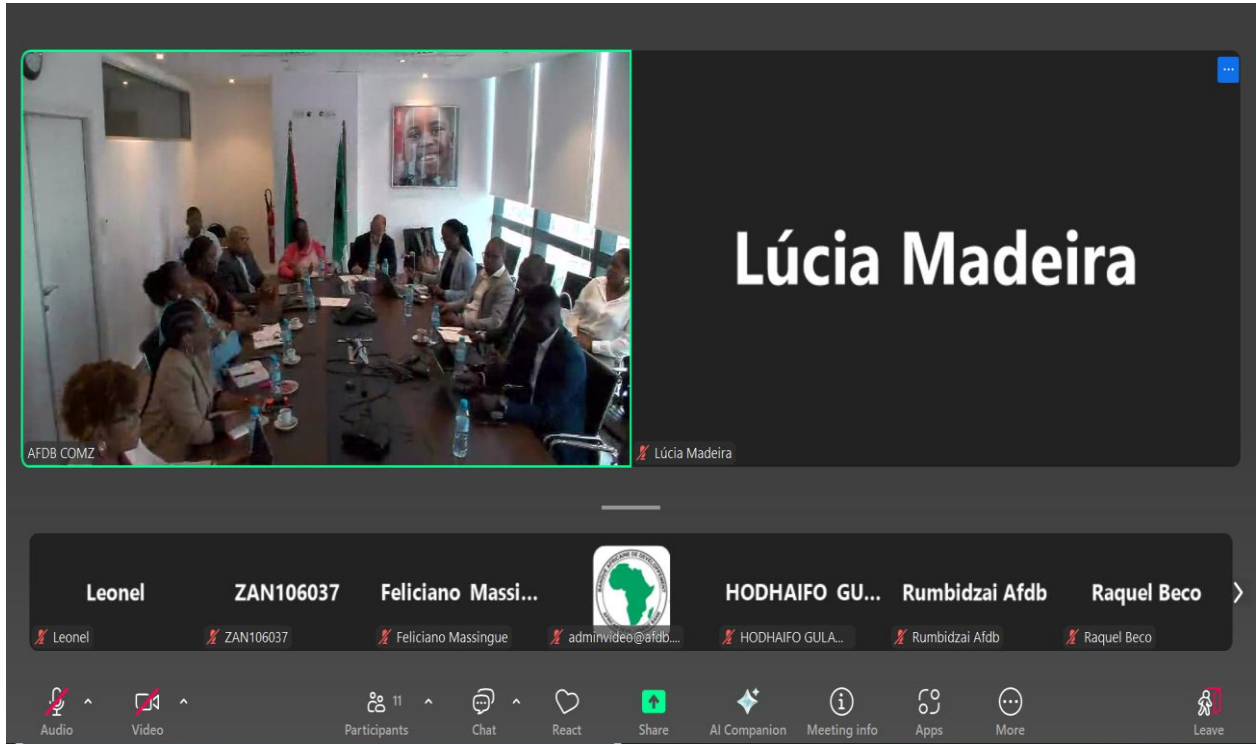 AFDB COMZ
Lúcia Madeira
Lúcia Madeira
Leonel
ZAN106037
Feliciano Massi...
HODHAIFO GU...
Rumbidzai Afdb
Raquel Beco
Leonel
ZAN106037
Feliciano Massingue
adminvideo@afdb....
HODHAIFO GULA...
Rumbidzai Afdb
Raquel Beco
11
Audio
Video
Participants
Chat
React
Share
AI Companion
Meeting info
Apps
More
Leave